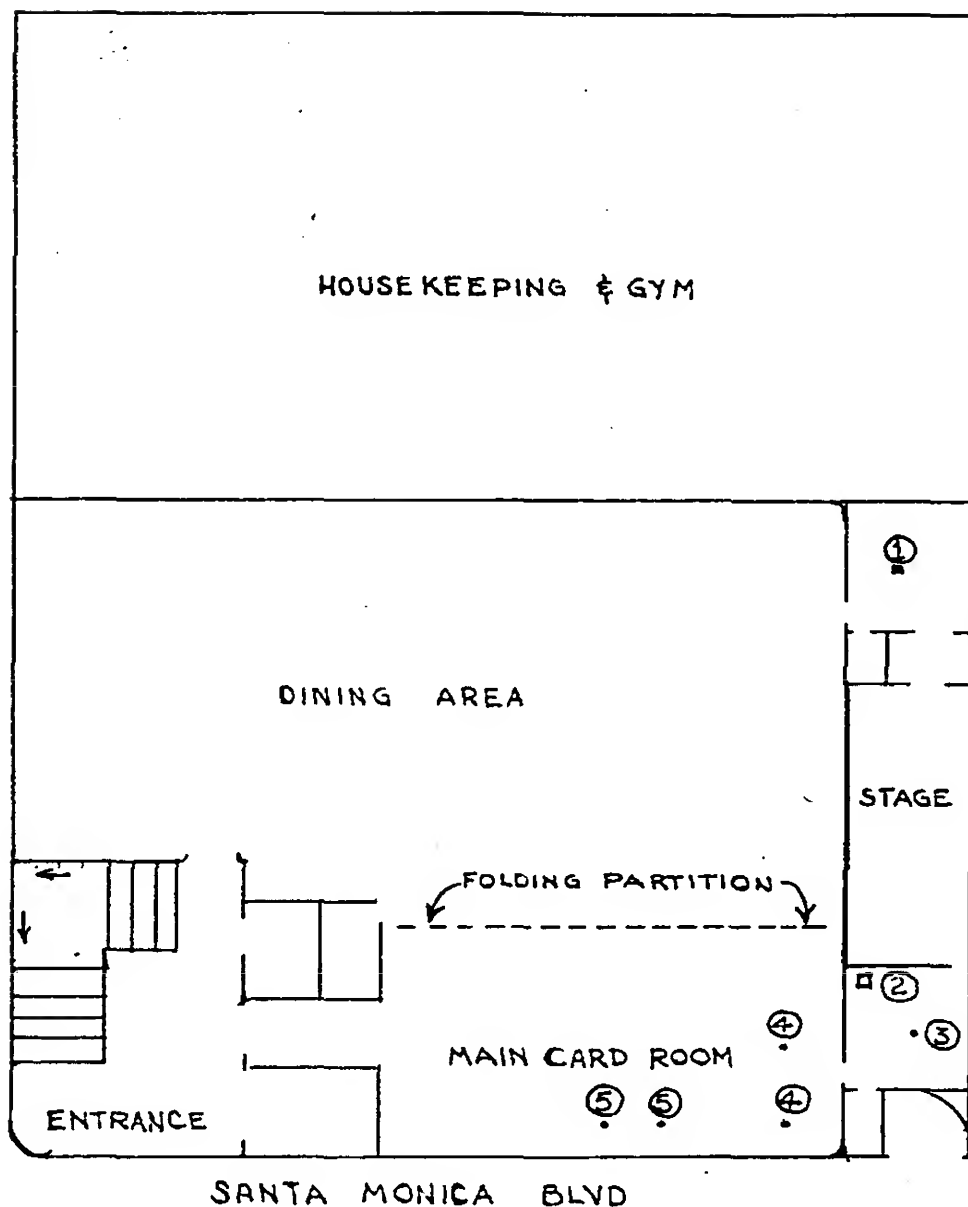 HOUSEKEEPING & GYM
①
DINING AREA
STAGE
FOLDING PARTITION
②
③
④
MAIN CARD ROOM
⑤ ⑤ ④
ENTRANCE
SANTA MONICA BLVD